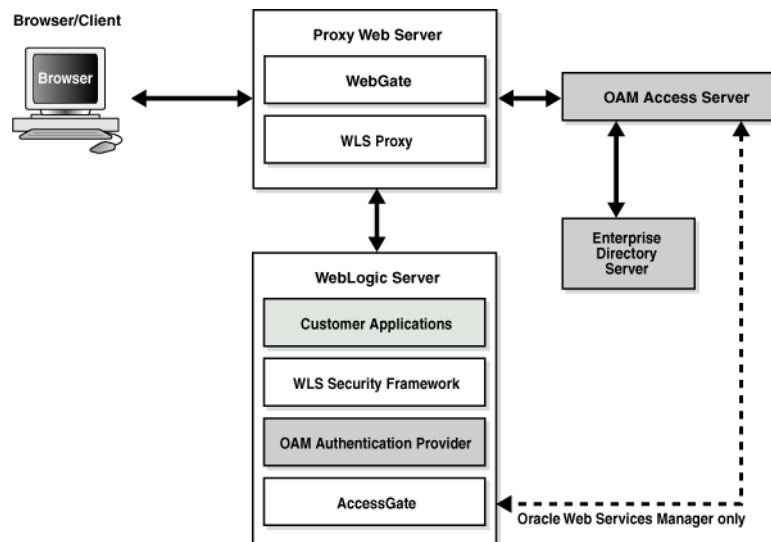 Browser/Client
Browser
Proxy Web Server
WebGate
WLS Proxy
OAM Access Server
Enterprise
Directory
Server
WebLogic Server
Customer Applications
WLS Security Framework
OAM Authentication Provider
AccessGate
Oracle Web Services Manager only